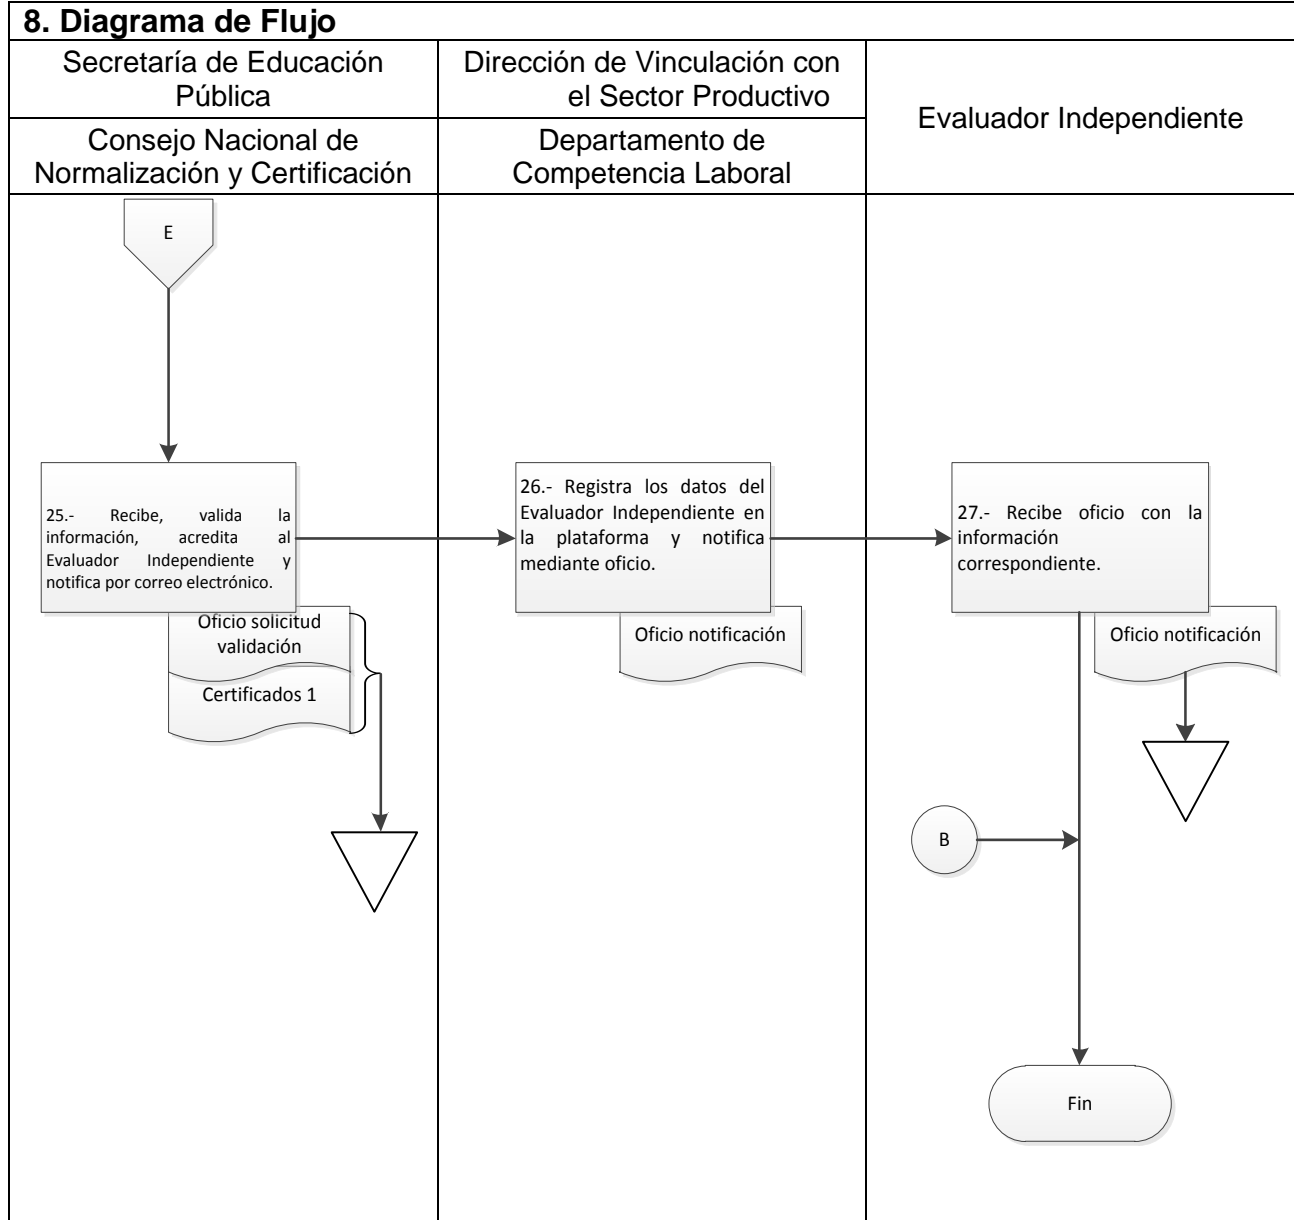 8. Diagrama de Flujo
Secretaría de Educación
Pública
Dirección de Vinculación con
el Sector Productivo
Evaluador Independiente
Consejo Nacional de
Normalización y Certificación
Departamento de
Competencia Laboral
E
25.- Recibe, valida la
información, acredita al
Evaluador Independiente y
notifica por correo electrónico.
Oficio solicitud
validación
Certificados 1
26.- Registra los datos del
Evaluador Independiente en
la plataforma y notifica
mediante oficio.
Oficio notificación
27.- Recibe oficio con la
información
correspondiente.
Oficio notificación
B
Fin